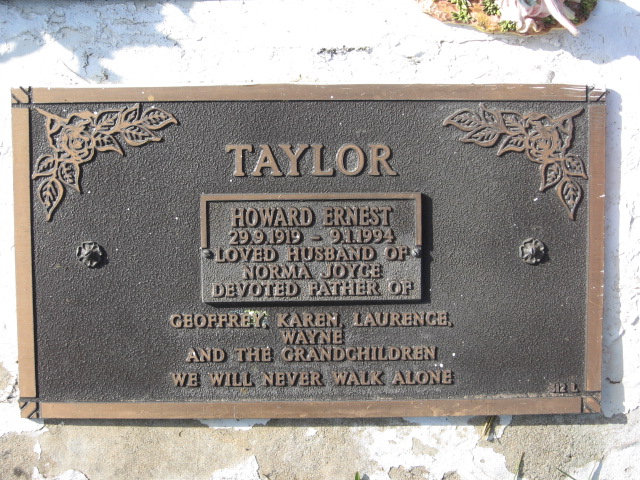 TAYLOR
HOWARD ERNEST
29.9.1919 - 9.1.1994
LOVED HUSBAND OF
NORMA JOYCE
DEVOTED FATHER OF
GEOFFREY, KAREN, LAURENCE,
WAYNE
AND THE GRANDCHILDREN
WE WILL NEVER WALK ALONE
12 L